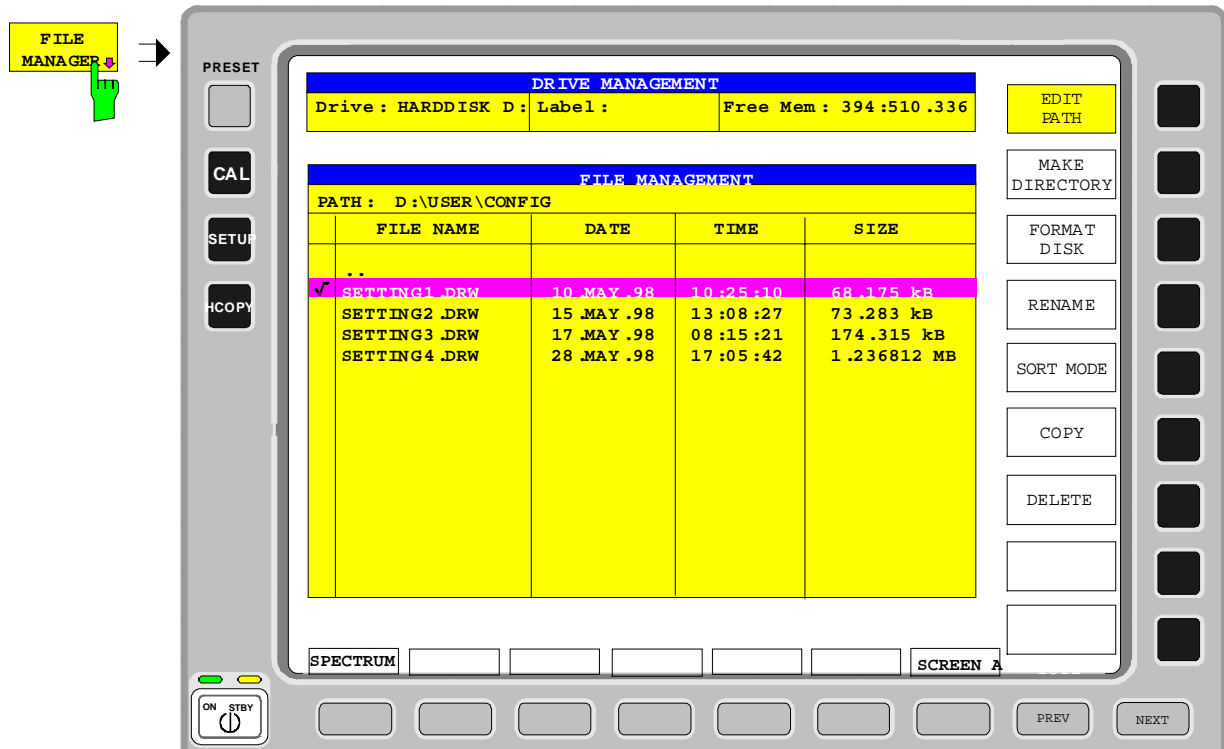 FILE
MANAGER
PRESET
CAL
SETUP
HCOPY
DRIVE MANAGEMENT
Drive: HARDDISK D: Label: Free Mem: 394:510.336
FILE MANAGEMENT
PATH: D:\USER\CONFIG
FILE NAME DATE TIME SIZE
..
√ SETTING1.DRW 10.MAY.98 10:25:10 68.175 kB
SETTING2.DRW 15.MAY.98 13:08:27 73.283 kB
SETTING3.DRW 17.MAY.98 08:15:21 174.315 kB
SETTING4.DRW 28.MAY.98 17:05:42 1.236812 MB
EDIT
PATH
MAKE
DIRECTORY
FORMAT
DISK
RENAME
SORT MODE
COPY
DELETE
SPECTRUM
SCREEN A
ON STBY
PREV
NEXT